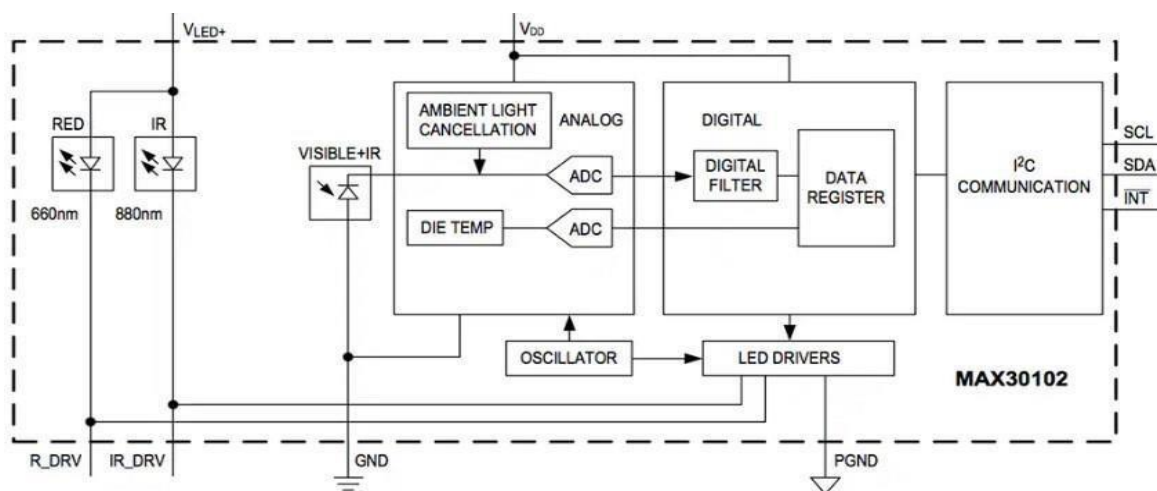 VLED+
VDD
RED
IR
660nm
880nm
VISIBLE+IR
AMBIENT LIGHT
CANCELLATION
ANALOG
ADC
DIE TEMP
ADC
DIGITAL
DIGITAL
FILTER
DATA
REGISTER
I²C
COMMUNICATION
SCL
SDA
INT
OSCILLATOR
LED DRIVERS
MAX30102
R_DRV
IR_DRV
GND
PGND